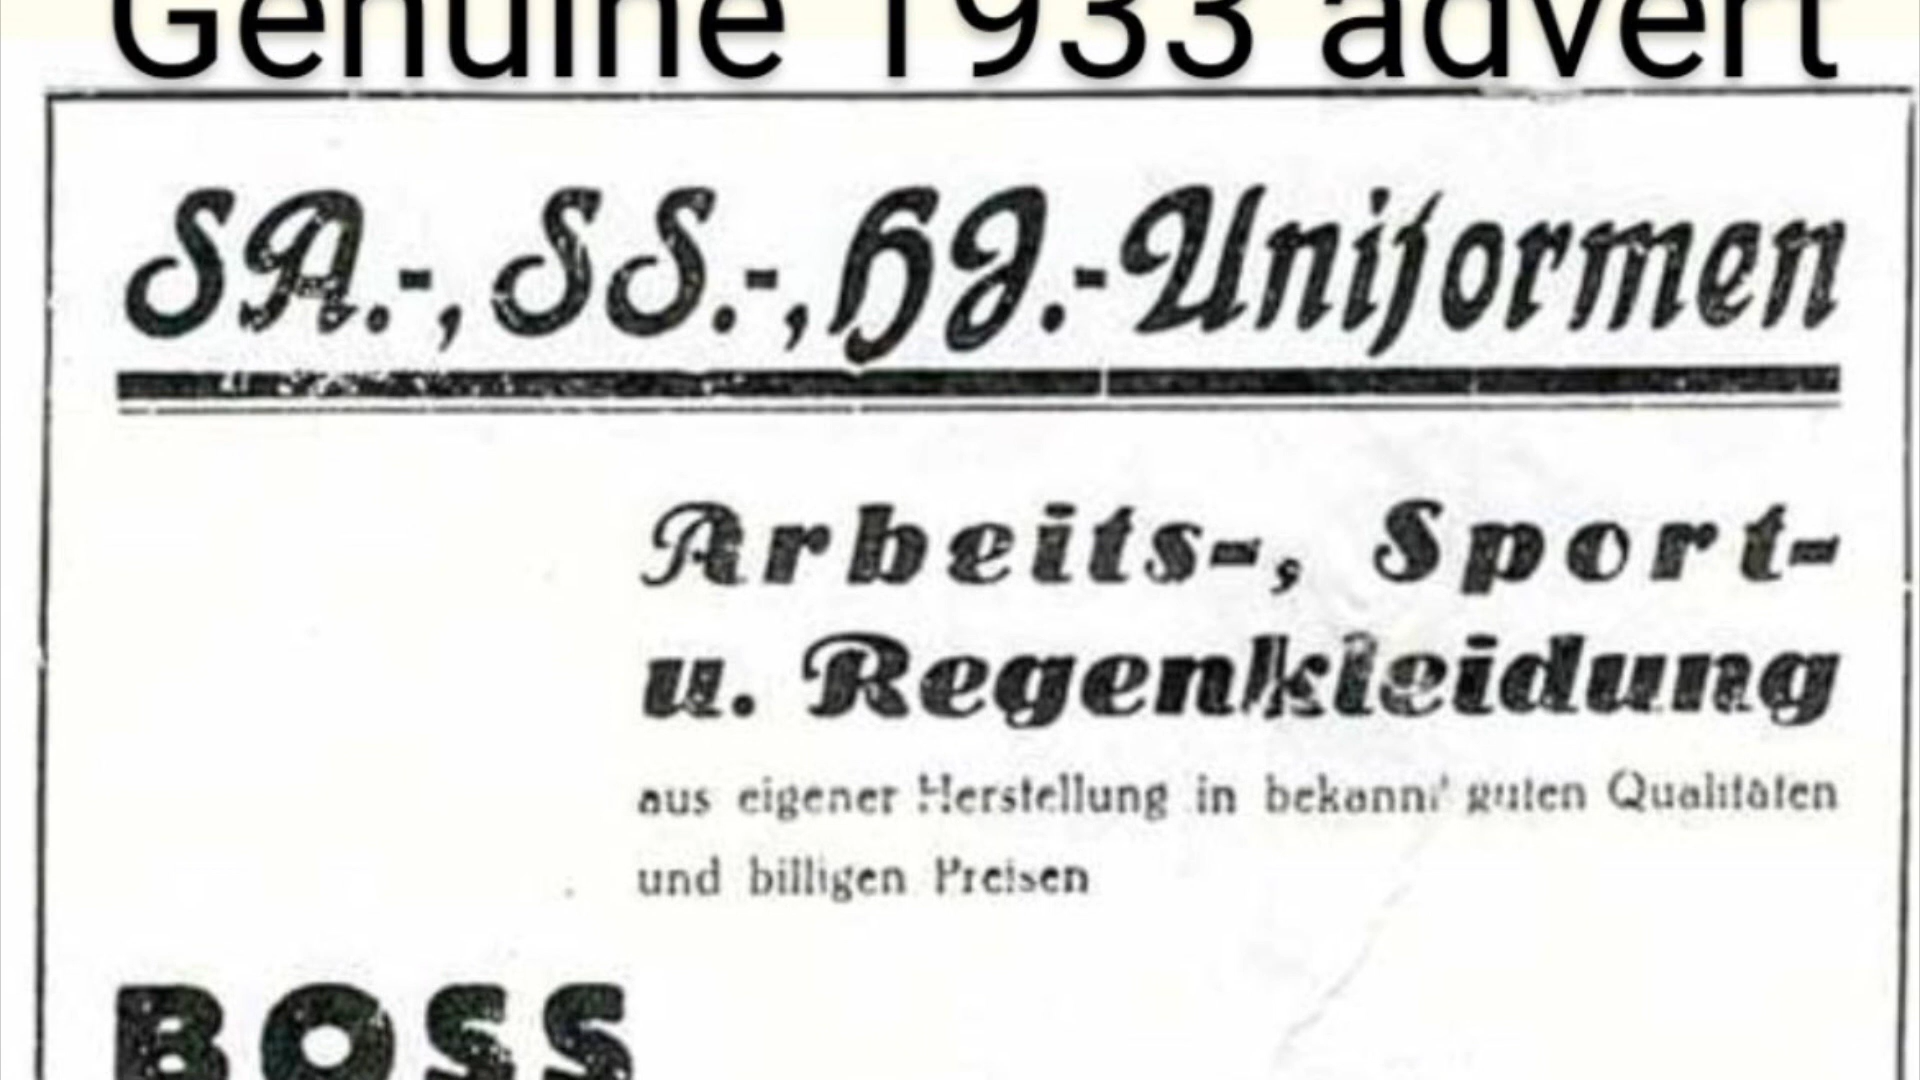 Genuine 1933 advert
SA.-, SS.-, HJ.-Uniformen
Arbeits-, Sport-
u. Regenkleidung
aus eigener Herstellung in bekannt guten Qualitäten
und billigen Preisen
BOSS